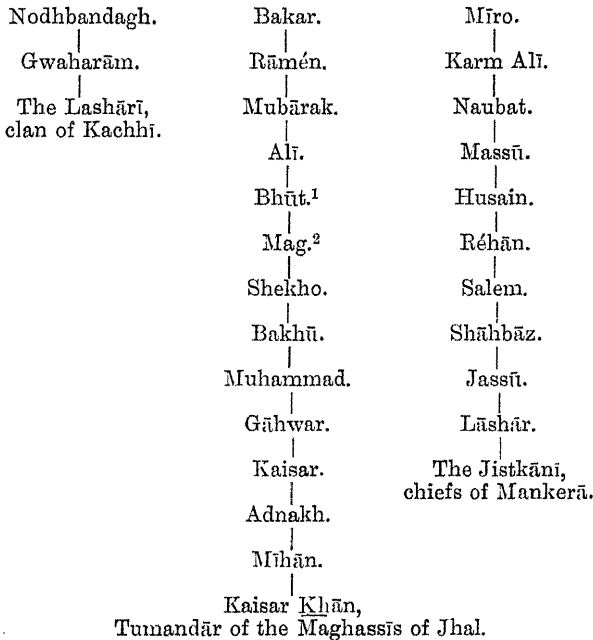 Nodhbandagh. Bakar. Mīro.
Gwaharām. Rāmén. Karm Alī.
The Lashārī, Mubārak. Naubat.
clan of Kachhī.
Alī. Massū.
Bhūt.¹ Husain.
Mag.² Réhān.
Shekho. Salem.
Bakhū. Shāhbāz.
Muhammad. Jassū.
Gāhwar. Lāshār.
Kaisar. The Jistkānī,
chiefs of Mankerā.
Adnakh.
Mīhān.
Kaisar Khān,
Tumandār of the Maghassīs of Jhal.